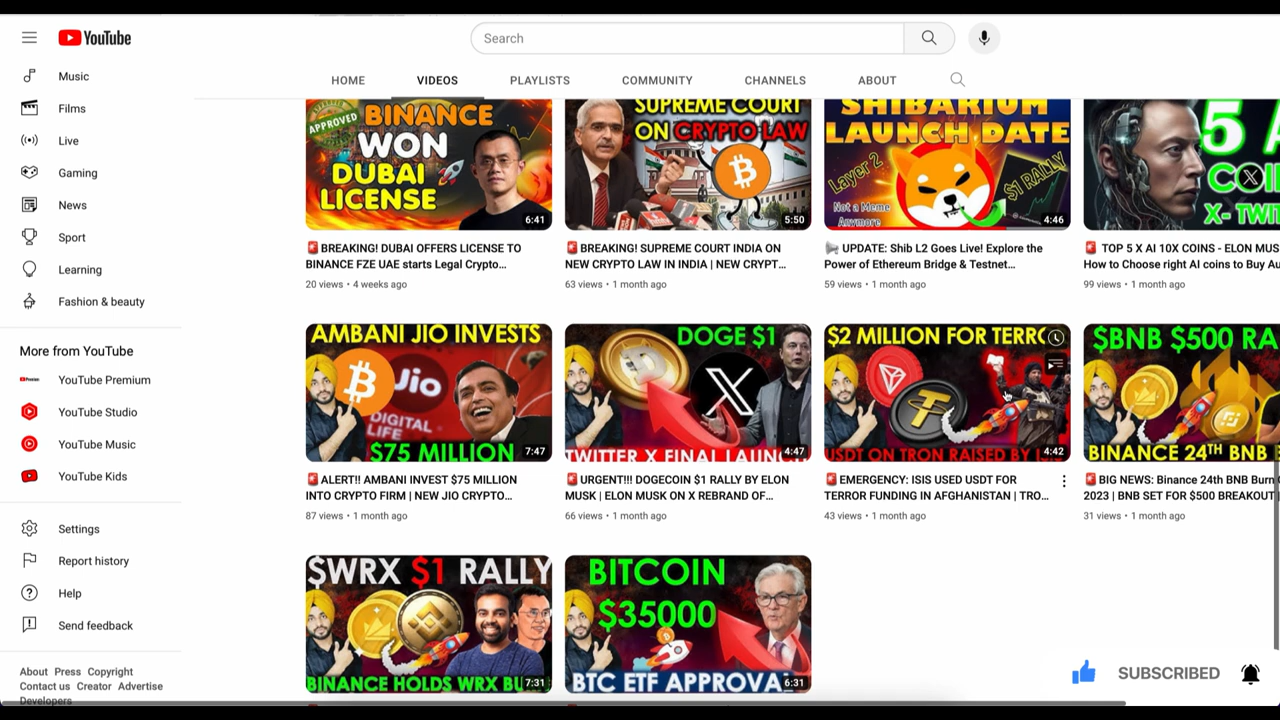 YouTube
Search
Music
Films
Live
Gaming
News
Sport
Learning
Fashion & beauty
More from YouTube
Premium
YouTube Premium
YouTube Studio
YouTube Music
YouTube Kids
Settings
Report history
Help
Send feedback
About Press Copyright
Contact us Creator Advertise
Developers
HOME
VIDEOS
PLAYLISTS
COMMUNITY
CHANNELS
ABOUT
APPROVED
BINANCE
WON
DUBAI
LICENSE
6:41
🚨BREAKING! DUBAI OFFERS LICENSE TO
BINANCE FZE UAE starts Legal Crypto...
20 views • 4 weeks ago
SUPREME COURT
ON CRYPTO LAW
5:50
🚨BREAKING! SUPREME COURT INDIA ON
NEW CRYPTO LAW IN INDIA | NEW CRYPT...
63 views • 1 month ago
SHIBARIUM
LAUNCH DATE
Layer 2
$1 RALLY
Not a Meme
Anymore
4:46
📢 UPDATE: Shib L2 Goes Live! Explore the
Power of Ethereum Bridge & Testnet...
59 views • 1 month ago
5 A
COI
X
X- TWIT
🚨 TOP 5 X AI 10X COINS - ELON MUS
How to Choose right AI coins to Buy Au
99 views • 1 month ago
AMBANI JIO INVESTS
Jio
DIGITAL
LIFE
$75 MILLION
7:47
🚨ALERT!! AMBANI INVEST $75 MILLION
INTO CRYPTO FIRM | NEW JIO CRYPTO...
87 views • 1 month ago
DOGE $1
X
TWITTER X FINAL LAUNCH
4:47
🚨URGENT!!! DOGECOIN $1 RALLY BY ELON
MUSK | ELON MUSK ON X REBRAND OF...
66 views • 1 month ago
$2 MILLION FOR TERRO
USDT ON TRON RAISED BY IS
4:42
🚨EMERGENCY: ISIS USED USDT FOR
TERROR FUNDING IN AFGHANISTAN | TRO...
43 views • 1 month ago
$BNB $500 RA
BINANCE 24TH BNB B
🚨BIG NEWS: Binance 24th BNB Burn
2023 | BNB SET FOR $500 BREAKOUT
31 views • 1 month ago
$WRX $1 RALLY
BINANCE HOLDS WRX BU
7:31
BITCOIN
$35000
BTC ETF APPROVA
6:31
SUBSCRIBED